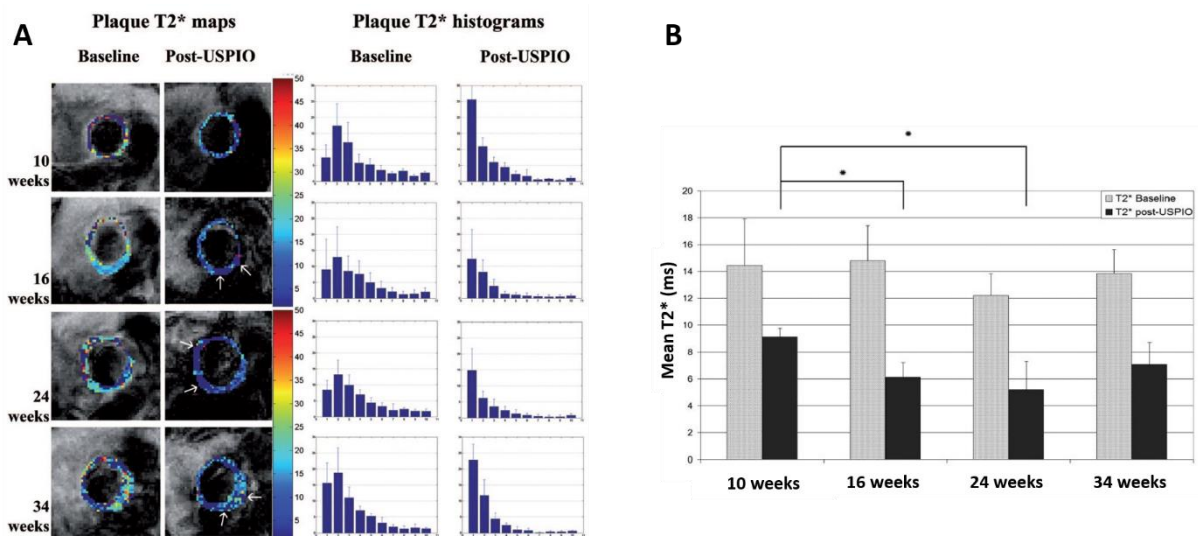 A
Plaque T2* maps
Plaque T2* histograms
Baseline
Post-USPIO
Baseline
Post-USPIO
50
45
40
35
30
25
20
15
10
5
10
weeks
16
weeks
50
45
40
35
30
25
20
15
10
5
24
weeks
34
weeks
B
*
*
T2* Baseline
T2* post-USPIO
Mean T2* (ms)
20
18
16
14
12
10
8
6
4
2
0
10 weeks
16 weeks
24 weeks
34 weeks